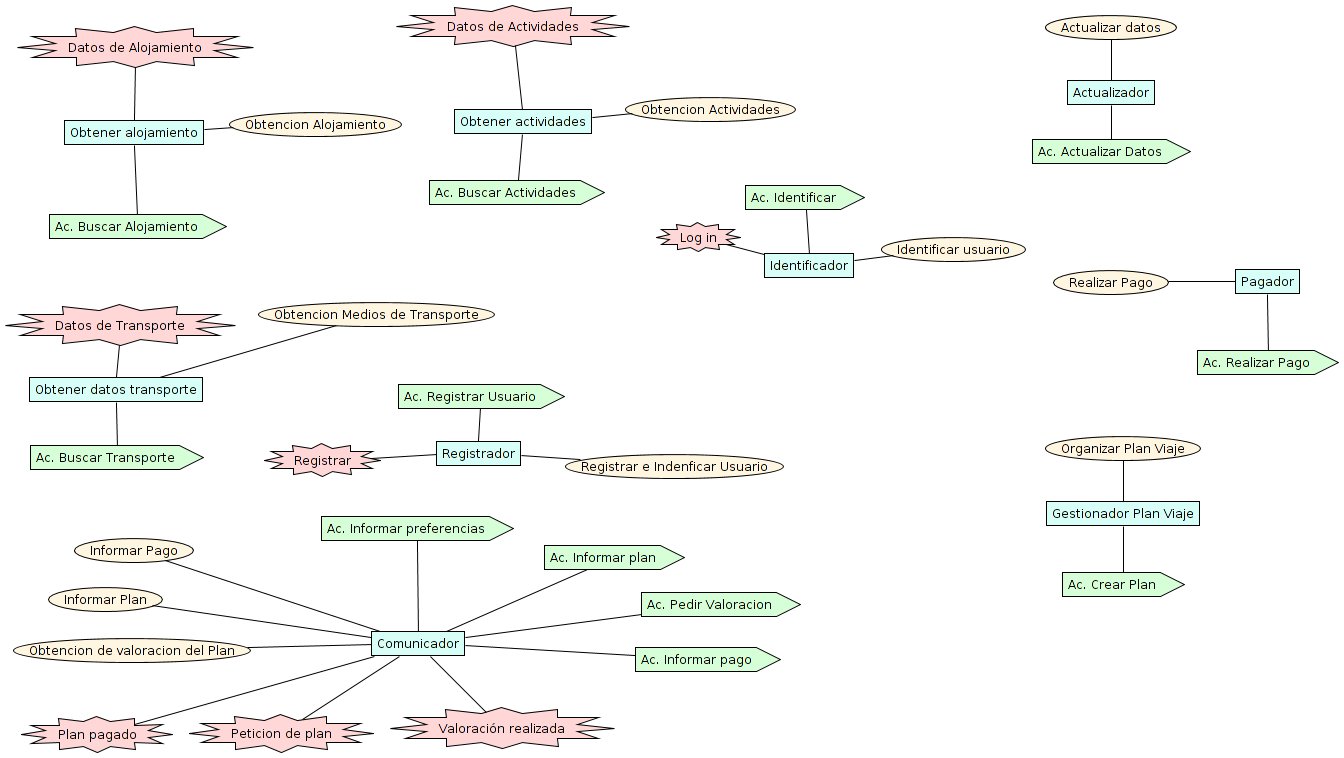 Datos de Alojamiento
Datos de Actividades
Actualizar datos
Obtener alojamiento
Obtencion Alojamiento
Obtener actividades
Obtencion Actividades
Actualizador
Ac. Actualizar Datos
Ac. Buscar Alojamiento
Ac. Buscar Actividades
Ac. Identificar
Log in
Identificador
Identificar usuario
Realizar Pago
Pagador
Ac. Realizar Pago
Datos de Transporte
Obtencion Medios de Transporte
Obtener datos transporte
Ac. Buscar Transporte
Ac. Registrar Usuario
Registrar
Registrador
Registrar e Indenficar Usuario
Organizar Plan Viaje
Gestionador Plan Viaje
Ac. Crear Plan
Ac. Informar preferencias
Informar Pago
Ac. Informar plan
Informar Plan
Ac. Pedir Valoracion
Obtencion de valoracion del Plan
Comunicador
Ac. Informar pago
Plan pagado
Peticion de plan
Valoración realizada